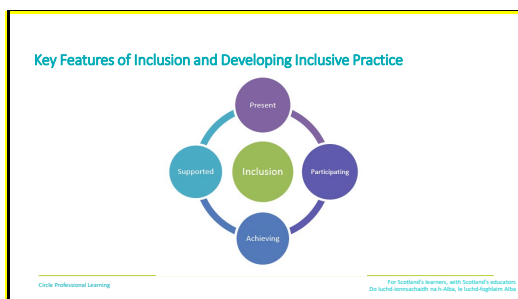 Key Features of Inclusion and Developing Inclusive Practice
Present
Supported
Inclusion
Participating
Achieving
Circle Professional Learning
For Scotland's learners, with Scotland's educators
Do luchd-ionnsachaidh na h-Alba, le luchd-foghlaim Alba